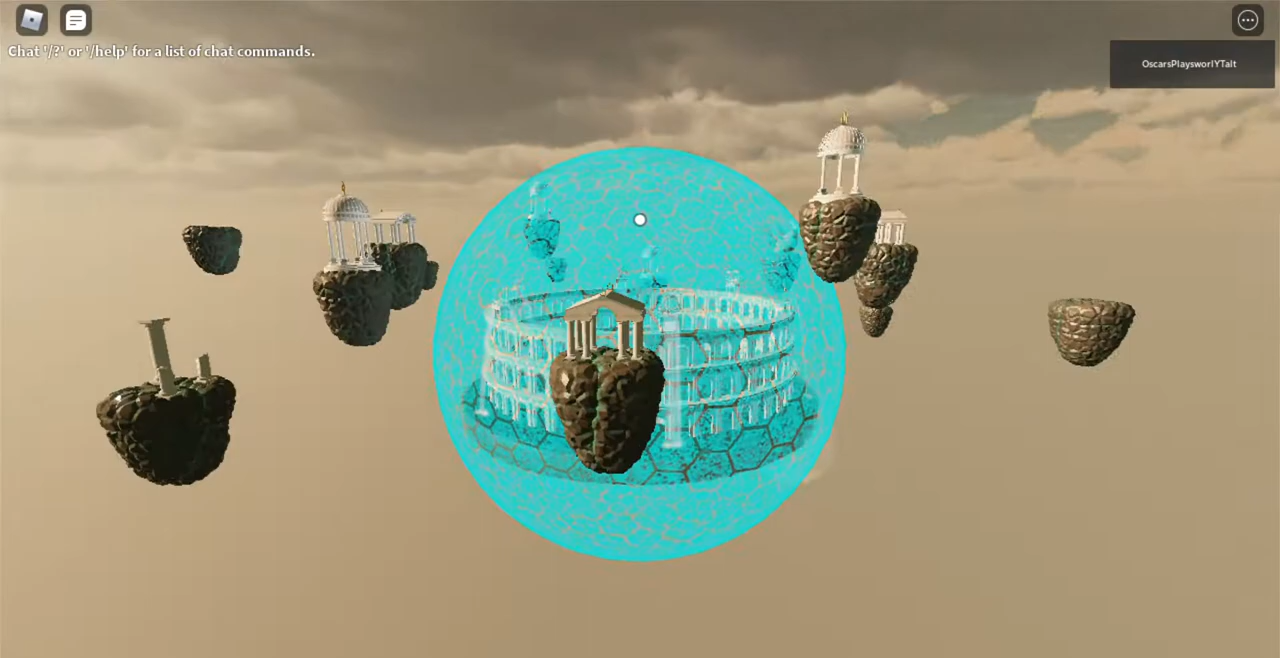 Chat '/?' or '/help' for a list of chat commands.
OscarsPlaysworlYTalt